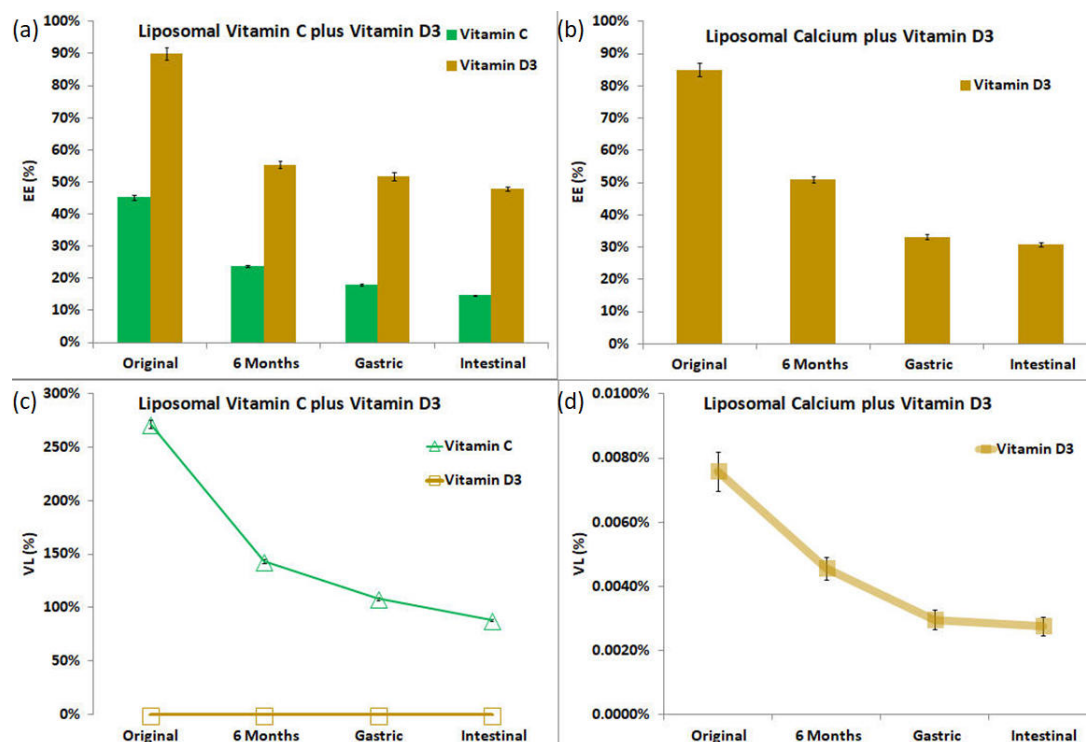 (a)
Liposomal Vitamin C plus Vitamin D3
Vitamin C
Vitamin D3
EE (%)
100%
90%
80%
70%
60%
50%
40%
30%
20%
10%
0%
Original 6 Months Gastric Intestinal
(b)
Liposomal Calcium plus Vitamin D3
Vitamin D3
EE (%)
100%
90%
80%
70%
60%
50%
40%
30%
20%
10%
0%
Original 6 Months Gastric Intestinal
(c)
Liposomal Vitamin C plus Vitamin D3
Vitamin C
Vitamin D3
VL (%)
300%
250%
200%
150%
100%
50%
0%
Original 6 Months Gastric Intestinal
(d)
Liposomal Calcium plus Vitamin D3
Vitamin D3
VL (%)
0.0100%
0.0080%
0.0060%
0.0040%
0.0020%
0.0000%
Original 6 Months Gastric Intestinal